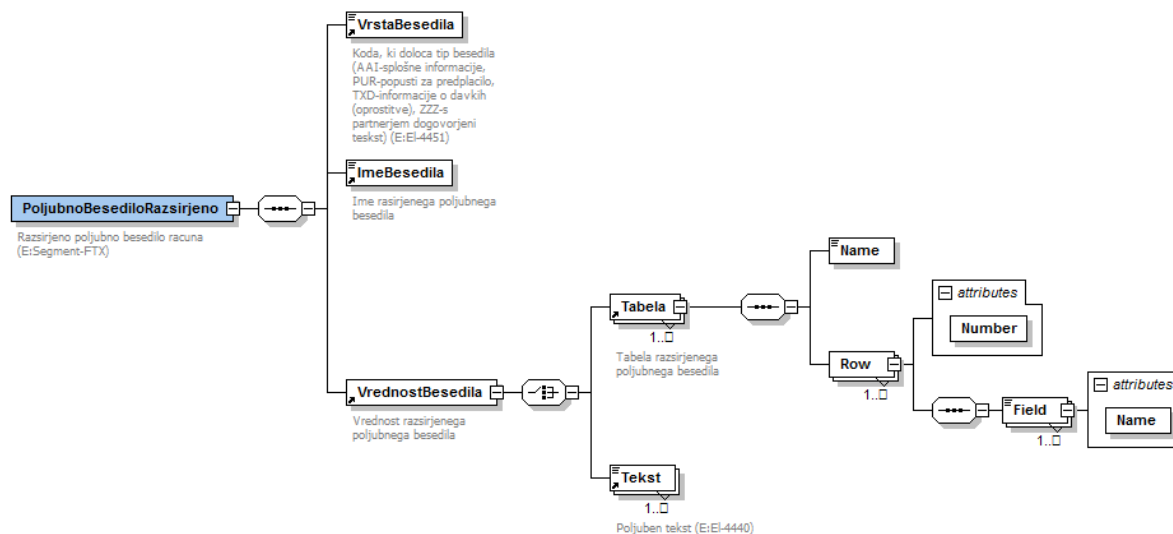 VrstaBesedila
Koda, ki doloca tip besedila
(AAI-splošne informacije,
PUR-popusti za predplacilo,
TXD-informacije o davkih
(oprostitve), ZZZ-s
partnerjem dogovorjeni
teskst) (E:El-4451)
ImeBesedila
Ime rasirjenega poljubnega
besedila
PoljubnoBesediloRazsirjeno
Razsirjeno poljubno besedilo racuna
(E:Segment-FTX)
VrednostBesedila
Vrednost razsirjenega
poljubnega besedila
Tabela
1..□
Tabela razsirjenega
poljubnega besedila
Name
Row
1..□
attributes
Number
Field
1..□
attributes
Name
Tekst
1..□
Poljuben tekst (E:El-4440)